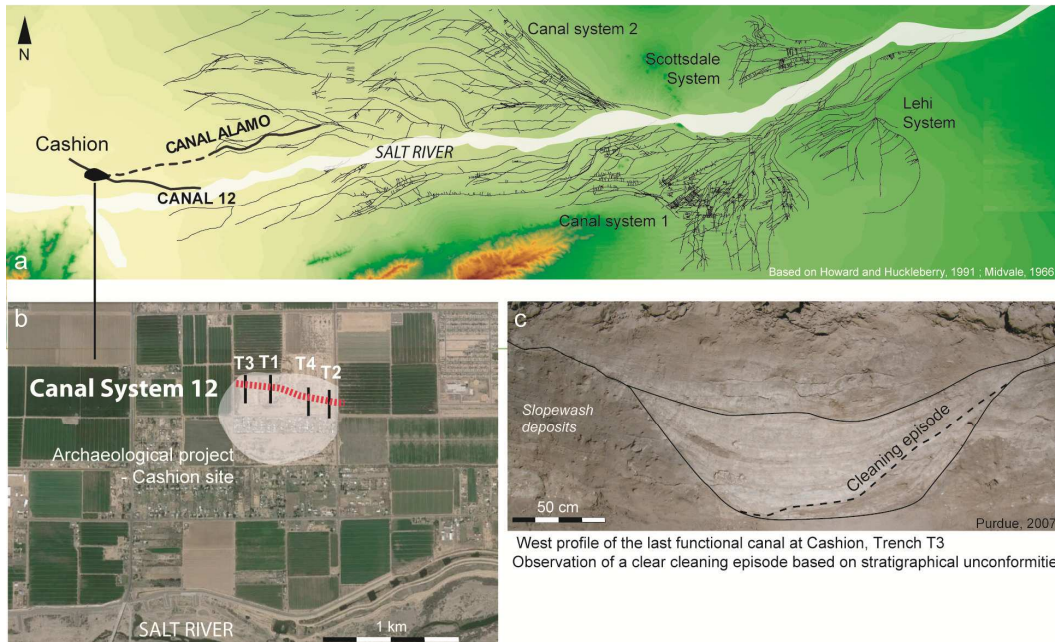 N
Canal system 2
Scottsdale
System
Lehi
System
CANAL ALAMO
Cashion
SALT RIVER
CANAL 12
Canal system 1
a
Based on Howard and Huckleberry, 1991 ; Midvale, 1966
b
T3 T1 T4 T2
Canal System 12
Archaeological project
- Cashion site
SALT RIVER
1 km
c
Slopewash
deposits
Cleaning episode
50 cm
Purdue, 2007
West profile of the last functional canal at Cashion, Trench T3
Observation of a clear cleaning episode based on stratigraphical unconformitie